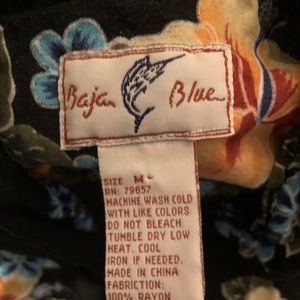 Bajan Blue
SIZE M
RN: 79657
MACHINE WASH COLD
WITH LIKE COLORS
DO NOT BLEACH
TUMBLE DRY LOW
HEAT. COOL
IRON IF NEEDED.
MADE IN CHINA
FABRICTION:
100% RAYON